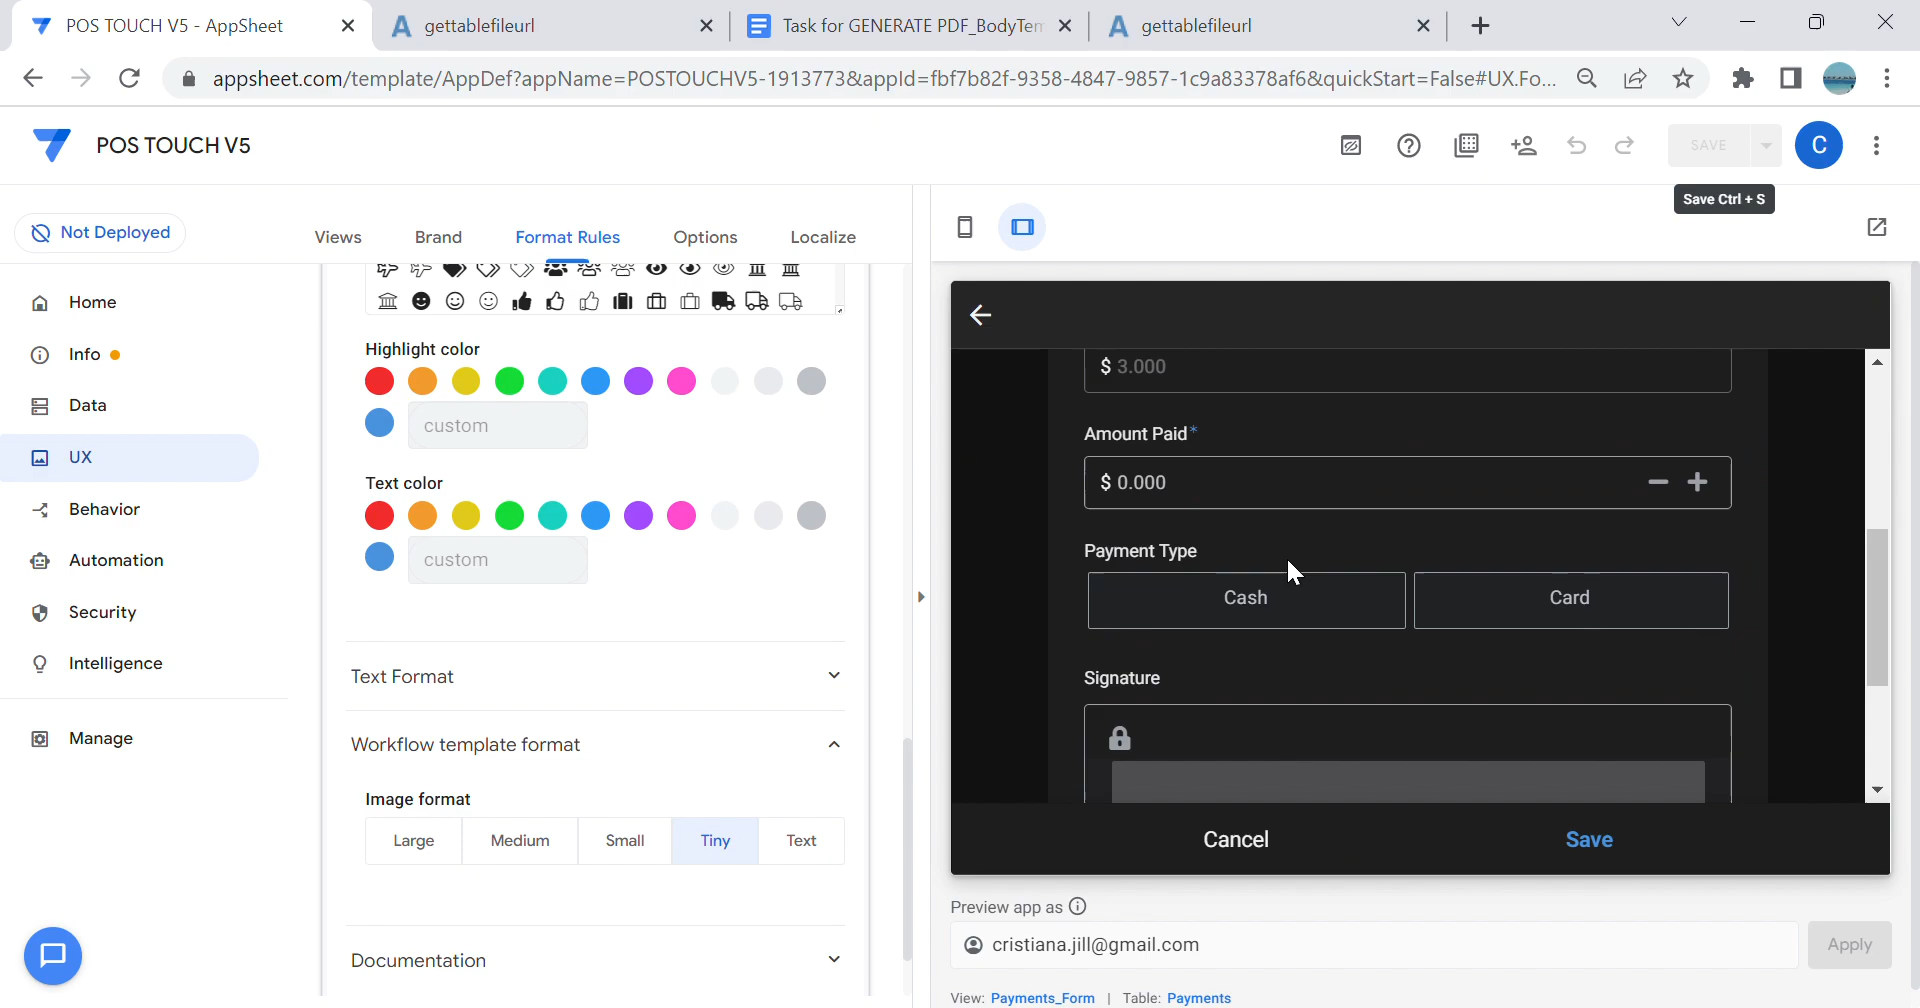 POS TOUCH V5 - AppSheet
gettablefileurl
Task for GENERATE PDF_BodyTem
gettablefileurl
appsheet.com/template/AppDef?appName=POSTOUCHV5-1913773&appId=fbf7b82f-9358-4847-9857-1c9a83378af6&quickStart=False#UX.Fo...
POS TOUCH V5
SAVE
C
Save Ctrl + S
Not Deployed
Views Brand Format Rules Options Localize
Home
Info
Data
UX
Behavior
Automation
Security
Intelligence
Manage
Highlight color
custom
Text color
custom
Text Format
Workflow template format
Image format
Large Medium Small Tiny Text
Documentation
$ 3.000
Amount Paid*
$ 0.000
Payment Type
Cash Card
Signature
Cancel Save
Preview app as
cristiana.jill@gmail.com Apply
View: Payments_Form | Table: Payments